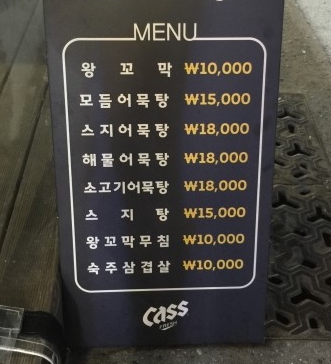 MENU
왕꼬막 ₩10,000
모듬어묵탕 ₩15,000
스지어묵탕 ₩18,000
해물어묵탕 ₩18,000
소고기어묵탕 ₩18,000
스지탕 ₩15,000
왕꼬막무침 ₩10,000
숙주삼겹살 ₩10,000
cass
FRESH